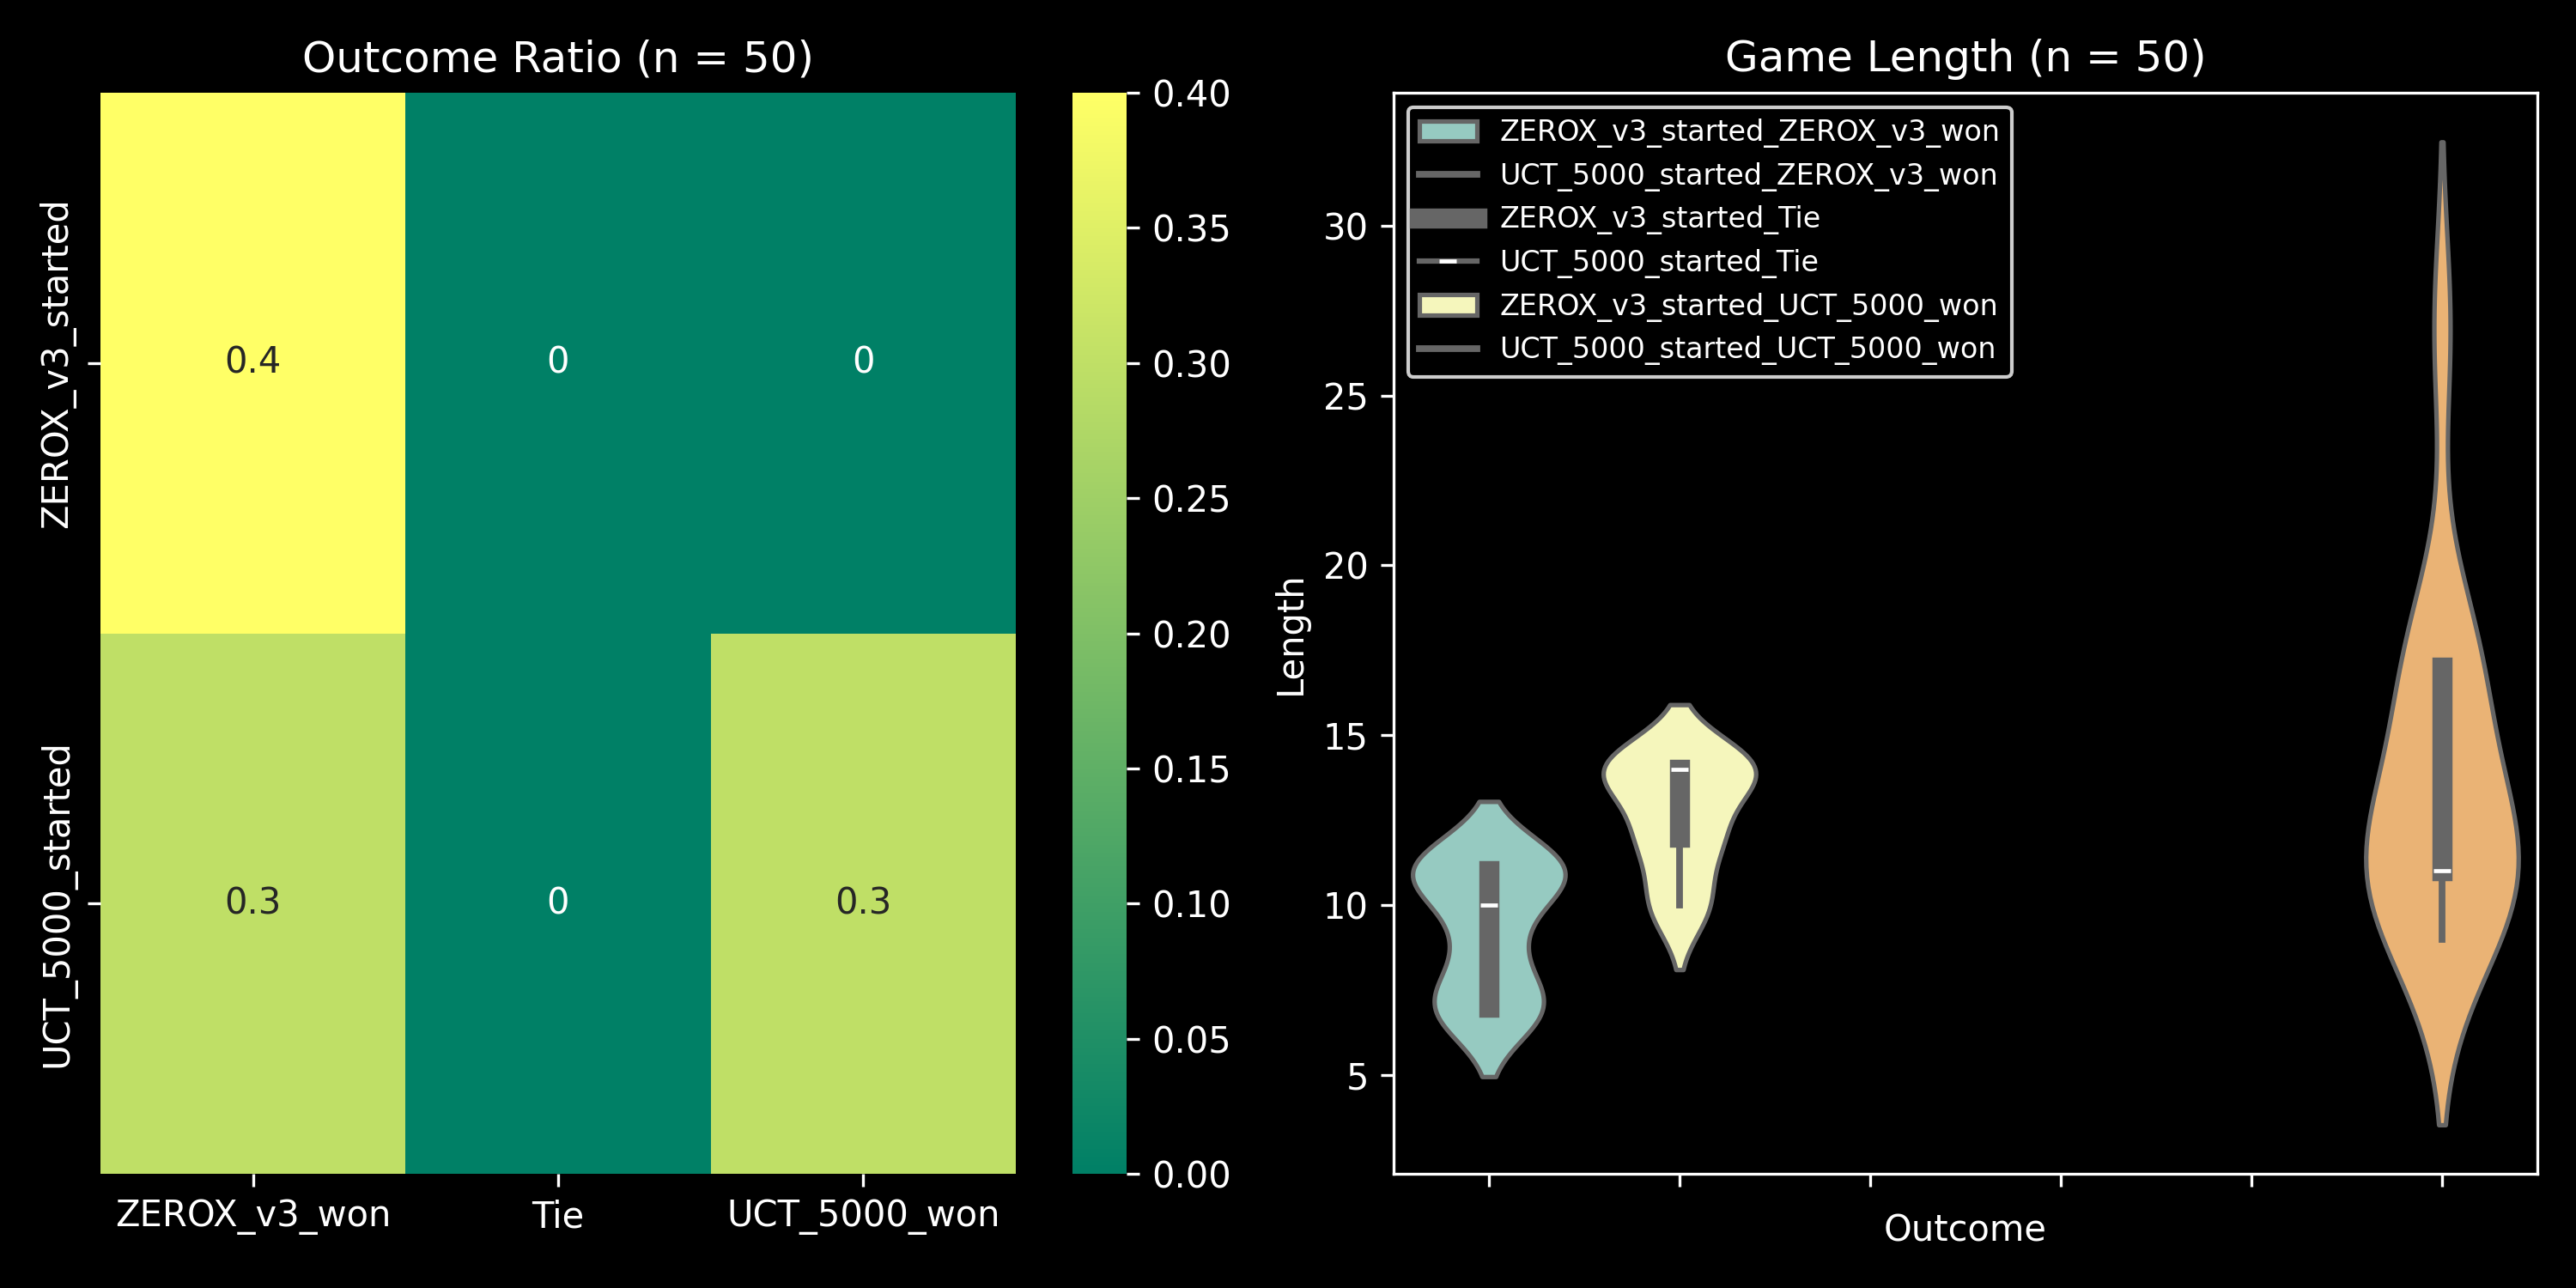 Outcome Ratio (n = 50)
ZEROX_v3_started
UCT_5000_started
0.4
0
0
0.3
0
0.3
ZEROX_v3_won
Tie
UCT_5000_won
0.40
0.35
0.30
0.25
0.20
0.15
0.10
0.05
0.00
Game Length (n = 50)
ZEROX_v3_started_ZEROX_v3_won
UCT_5000_started_ZEROX_v3_won
ZEROX_v3_started_Tie
UCT_5000_started_Tie
ZEROX_v3_started_UCT_5000_won
UCT_5000_started_UCT_5000_won
Length
30
25
20
15
10
5
Outcome